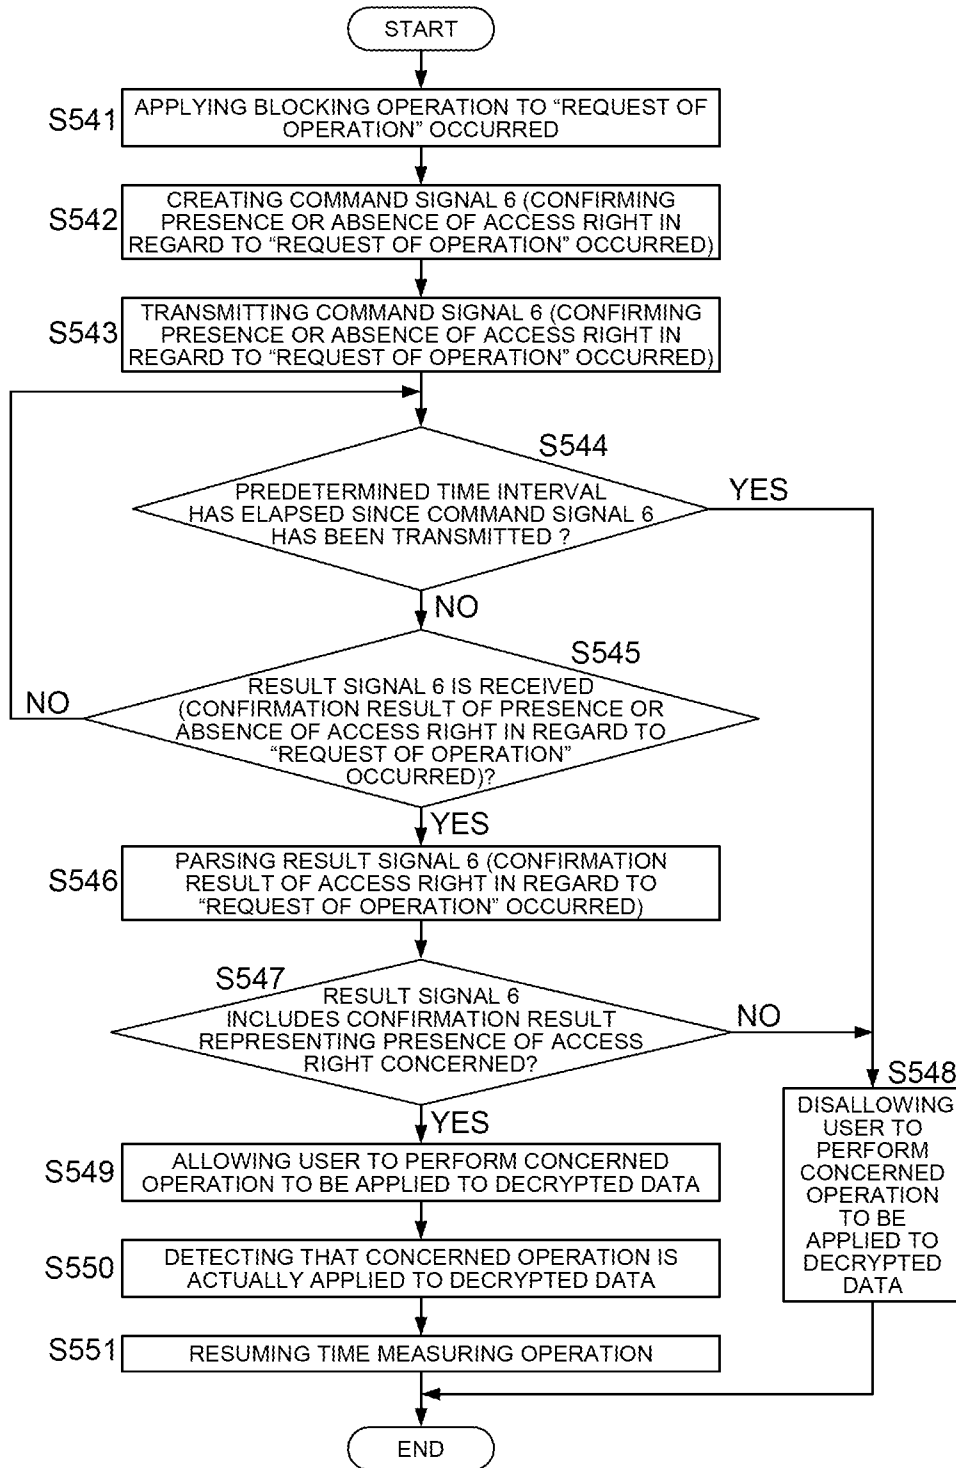 START
S541
APPLYING BLOCKING OPERATION TO “REQUEST OF
OPERATION” OCCURRED
S542
CREATING COMMAND SIGNAL 6 (CONFIRMING
PRESENCE OR ABSENCE OF ACCESS RIGHT IN
REGARD TO “REQUEST OF OPERATION” OCCURRED)
S543
TRANSMITTING COMMAND SIGNAL 6 (CONFIRMING
PRESENCE OR ABSENCE OF ACCESS RIGHT IN
REGARD TO “REQUEST OF OPERATION” OCCURRED)
S544
PREDETERMINED TIME INTERVAL
HAS ELAPSED SINCE COMMAND SIGNAL 6
HAS BEEN TRANSMITTED ?
YES
NO
S545
RESULT SIGNAL 6 IS RECEIVED
(CONFIRMATION RESULT OF PRESENCE OR
ABSENCE OF ACCESS RIGHT IN REGARD TO
“REQUEST OF OPERATION”
OCCURRED)?
NO
YES
S546
PARSING RESULT SIGNAL 6 (CONFIRMATION
RESULT OF ACCESS RIGHT IN REGARD TO
“REQUEST OF OPERATION” OCCURRED)
S547
RESULT SIGNAL 6
INCLUDES CONFIRMATION RESULT
REPRESENTING PRESENCE OF ACCESS
RIGHT CONCERNED?
NO
YES
S548
DISALLOWING
USER TO
PERFORM
CONCERNED
OPERATION
TO BE
APPLIED TO
DECRYPTED
DATA
S549
ALLOWING USER TO PERFORM CONCERNED
OPERATION TO BE APPLIED TO DECRYPTED DATA
S550
DETECTING THAT CONCERNED OPERATION IS
ACTUALLY APPLIED TO DECRYPTED DATA
S551
RESUMING TIME MEASURING OPERATION
END